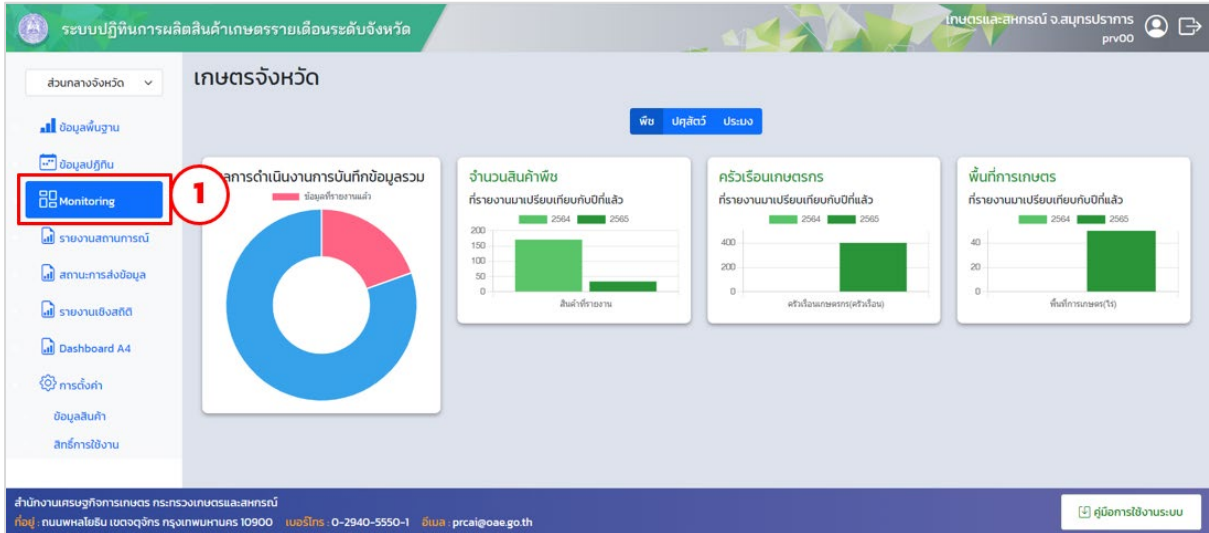 ระบบปฏิทินการผลิตสินค้าเกษตรรายเดือนระดับจังหวัด
เกษตรและสหกรณ์ จ.สมุทรปราการ
prv00
ส่วนกลางจังหวัด
ข้อมูลพื้นฐาน
ข้อมูลปฏิทิน
Monitoring
รายงานสถานการณ์
สถานะการส่งข้อมูล
รายงานเชิงสถิติ
Dashboard A4
การตั้งค่า
ข้อมูลสินค้า
สิทธิ์การใช้งาน
1
เกษตรจังหวัด
พืช ปศุสัตว์ ประมง
ลการดำเนินงานการบันทึกข้อมูลรวม
ข้อมูลที่รายงานแล้ว
จำนวนสินค้าพืช
ที่รายงานมาเปรียบเทียบกับปีที่แล้ว
2564 2565
200
150
100
50
0
สินค้าที่รายงาน
ครัวเรือนเกษตรกร
ที่รายงานมาเปรียบเทียบกับปีที่แล้ว
2564 2565
400
200
0
ครัวเรือนเกษตรกร(ครัวเรือน)
พื้นที่การเกษตร
ที่รายงานมาเปรียบเทียบกับปีที่แล้ว
2564 2565
40
20
0
พื้นที่การเกษตร(ไร่)
สำนักงานเศรษฐกิจการเกษตร กระทรวงเกษตรและสหกรณ์
ที่อยู่ : ถนนพหลโยธิน เขตจตุจักร กรุงเทพมหานคร 10900 เบอร์โทร : 0-2940-5550-1 อีเมล : prcai@oae.go.th
คู่มือการใช้งานระบบ